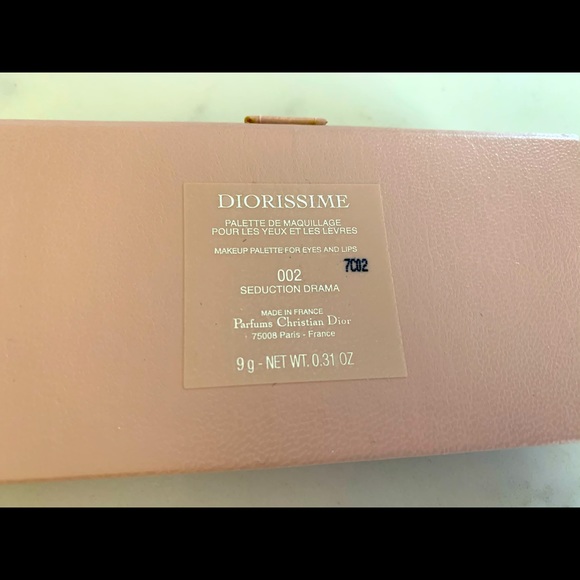 DIORISSIME
PALETTE DE MAQUILLAGE
POUR LES YEUX ET LES LÈVRES
MAKEUP PALETTE FOR EYES AND LIPS
7C02
002
SEDUCTION DRAMA
MADE IN FRANCE
Parfums Christian Dior
75008 Paris - France
9 g - NET WT. 0.31 OZ